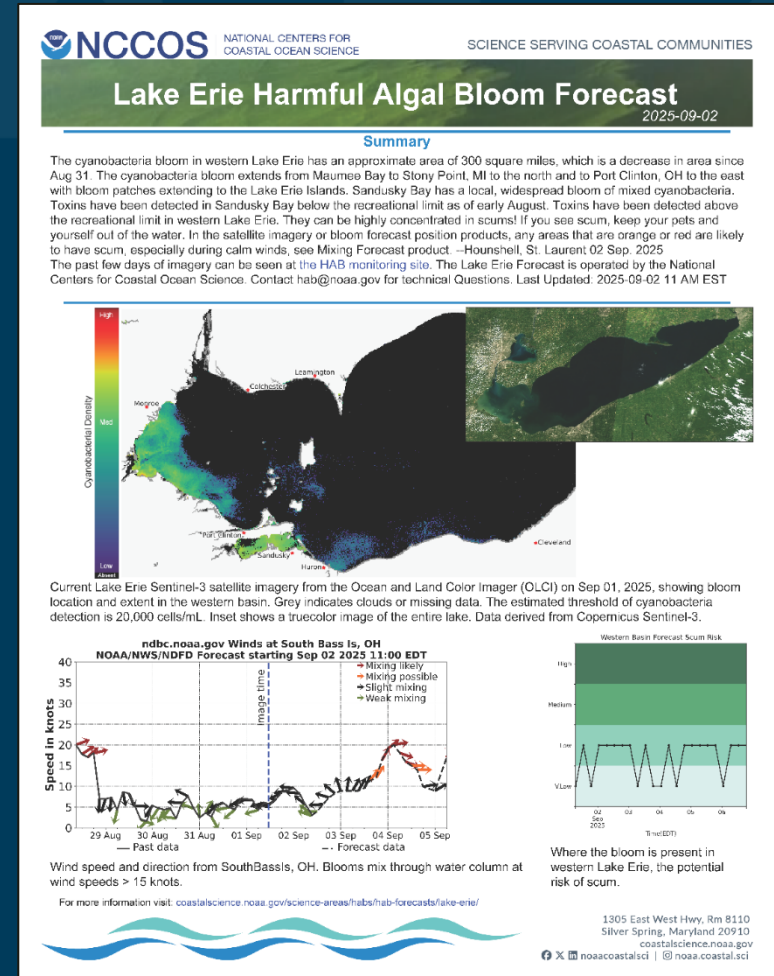 NOAA
NCCOS
NATIONAL CENTERS FOR
COASTAL OCEAN SCIENCE
SCIENCE SERVING COASTAL COMMUNITIES
Lake Erie Harmful Algal Bloom Forecast
2025-09-02
Summary
The cyanobacteria bloom in western Lake Erie has an approximate area of 300 square miles, which is a decrease in area since
Aug 31. The cyanobacteria bloom extends from Maumee Bay to Stony Point, MI to the north and to Port Clinton, OH to the east
with bloom patches extending to the Lake Erie Islands. Sandusky Bay has a local, widespread bloom of mixed cyanobacteria.
Toxins have been detected in Sandusky Bay below the recreational limit as of early August. Toxins have been detected above
the recreational limit in western Lake Erie. They can be highly concentrated in scums! If you see scum, keep your pets and
yourself out of the water. In the satellite imagery or bloom forecast position products, any areas that are orange or red are likely
to have scum, especially during calm winds, see Mixing Forecast product. --Hounshell, St. Laurent 02 Sep. 2025
The past few days of imagery can be seen at the HAB monitoring site. The Lake Erie Forecast is operated by the National
Centers for Coastal Ocean Science. Contact hab@noaa.gov for technical Questions. Last Updated: 2025-09-02 11 AM EST
High
Med
Low
Absent
Cyanobacterial Density
Monroe
Colchester
Leamington
Port Clinton
Sandusky
Huron
Cleveland
Current Lake Erie Sentinel-3 satellite imagery from the Ocean and Land Color Imager (OLCI) on Sep 01, 2025, showing bloom
location and extent in the western basin. Grey indicates clouds or missing data. The estimated threshold of cyanobacteria
detection is 20,000 cells/mL. Inset shows a truecolor image of the entire lake. Data derived from Copernicus Sentinel-3.
ndbc.noaa.gov Winds at South Bass Is, OH
NOAA/NWS/NDFD Forecast starting Sep 02 2025 11:00 EDT
Speed in knots
40
35
30
25
20
15
10
5
0
Image time
Mixing likely
Mixing possible
Slight mixing
Weak mixing
29 Aug 30 Aug 31 Aug 01 Sep 02 Sep 03 Sep 04 Sep 05 Sep
Past data
Forecast data
Wind speed and direction from SouthBassIs, OH. Blooms mix through water column at
wind speeds > 15 knots.
Western Basin Forecast Scum Risk
High
Medium
Low
V.Low
02 03 04 05 06
Sep
2025
Time(EDT)
Where the bloom is present in
western Lake Erie, the potential
risk of scum.
For more information visit: coastalscience.noaa.gov/science-areas/habs/hab-forecasts/lake-erie/
1305 East West Hwy, Rm 8110
Silver Spring, Maryland 20910
coastalscience.noaa.gov
noaacoastalsci | noaa.coastal.sci